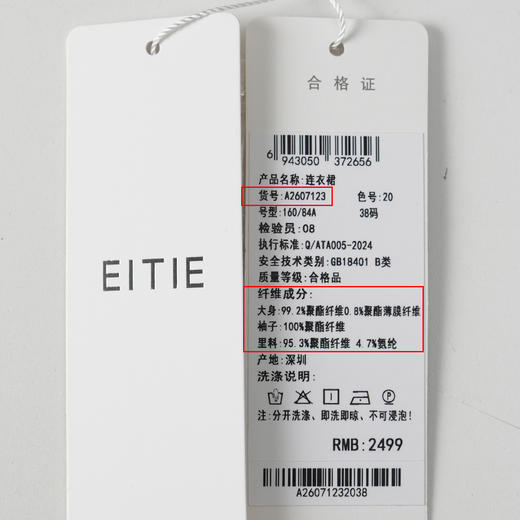 EITIE
合格证
6 943050 372656
产品名称:连衣裙
货号:A2607123 色号:20
号型:160/84A 38码
检验员:08
执行标准:Q/ATA005-2024
安全技术类别:GB18401 B类
质量等级:合格品
纤维成分:
大身:99.2%聚酯纤维0.8%聚酯薄膜纤维
袖子:100%聚酯纤维
里料:95.3%聚酯纤维 4.7%氨纶
产地:深圳
洗涤说明:
注:分开洗涤、即洗即晾、不可浸泡!
RMB:2499
A26071232038